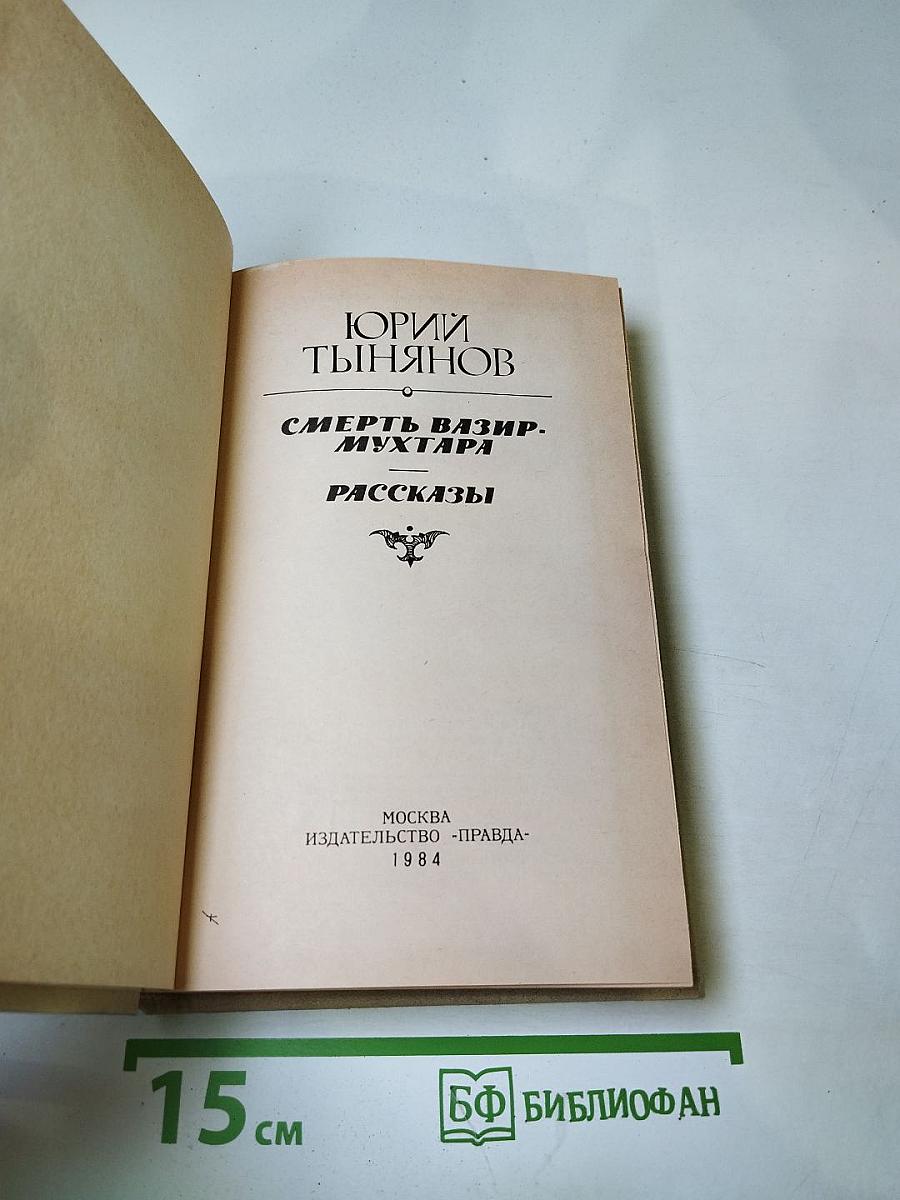 ЮРИЙ
ТЫНЯНОВ
СМЕРТЬ ВАЗИР-
МУХТАРА
РАССКАЗЫ
МОСКВА
ИЗДАТЕЛЬСТВО «ПРАВДА»
1984
15 см
БФ БИБЛИОФАН